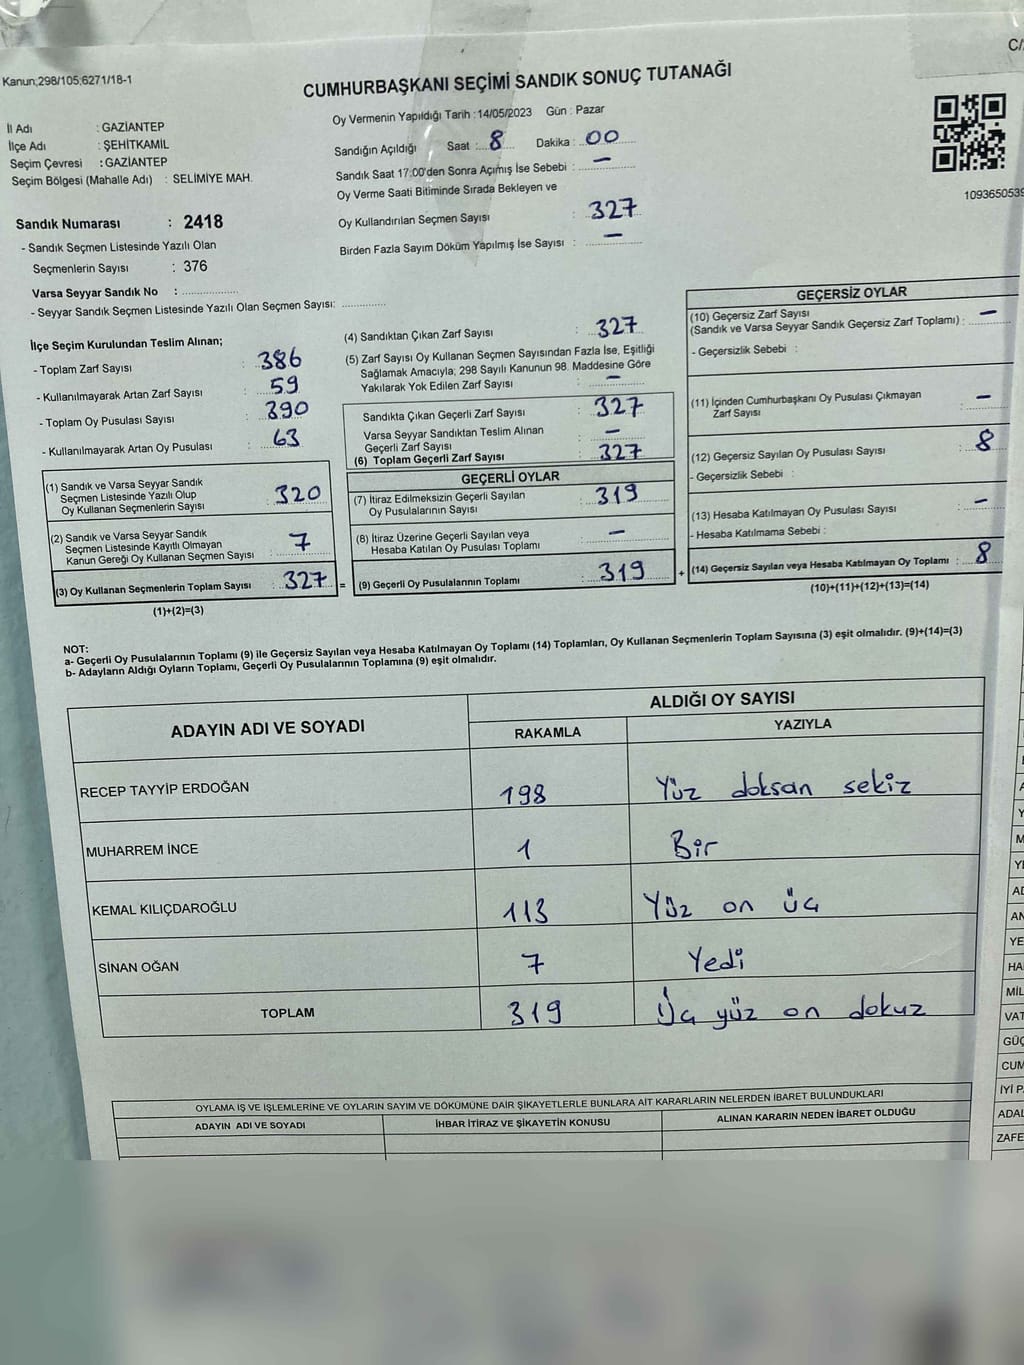 C/
Kanun;298/105;6271/18-1
CUMHURBAŞKANI SEÇİMİ SANDIK SONUÇ TUTANAĞI
İl Adı : GAZİANTEP
İlçe Adı : ŞEHİTKAMİL
Seçim Çevresi : GAZİANTEP
Seçim Bölgesi (Mahalle Adı) : SELİMİYE MAH.
Oy Vermenin Yapıldığı Tarih :14/05/2023 Gün : Pazar
Sandığın Açıldığı Saat : 8 Dakika : 00
Sandık Saat 17:00'den Sonra Açımış İse Sebebi : —
Oy Verme Saati Bitiminde Sırada Bekleyen ve
Oy Kullandırılan Seçmen Sayısı : 327
Birden Fazla Sayım Döküm Yapılmış İse Sayısı : —
1093650539
Sandık Numarası : 2418
- Sandık Seçmen Listesinde Yazılı Olan
Seçmenlerin Sayısı : 376
Varsa Seyyar Sandık No :
- Seyyar Sandık Seçmen Listesinde Yazılı Olan Seçmen Sayısı:
İlçe Seçim Kurulundan Teslim Alınan;
- Toplam Zarf Sayısı : 386
- Kullanılmayarak Artan Zarf Sayısı : 59
- Toplam Oy Pusulası Sayısı : 390
- Kullanılmayarak Artan Oy Pusulası : 63
(1) Sandık ve Varsa Seyyar Sandık
Seçmen Listesinde Yazılı Olup
Oy Kullanan Seçmenlerin Sayısı : 320
(2) Sandık ve Varsa Seyyar Sandık
Seçmen Listesinde Kayıtlı Olmayan
Kanun Gereği Oy Kullanan Seçmen Sayısı : 7
(3) Oy Kullanan Seçmenlerin Toplam Sayısı : 327 =
(1)+(2)=(3)
(4) Sandıktan Çıkan Zarf Sayısı : 327
(5) Zarf Sayısı Oy Kullanan Seçmen Sayısından Fazla İse, Eşitliği
Sağlamak Amacıyla; 298 Sayılı Kanunun 98. Maddesine Göre
Yakılarak Yok Edilen Zarf Sayısı : —
Sandıkta Çıkan Geçerli Zarf Sayısı : 327
Varsa Seyyar Sandıktan Teslim Alınan
Geçerli Zarf Sayısı : —
(6) Toplam Geçerli Zarf Sayısı : 327
GEÇERLİ OYLAR
(7) İtiraz Edilmeksizin Geçerli Sayılan
Oy Pusulalarının Sayısı : 319
(8) İtiraz Üzerine Geçerli Sayılan veya
Hesaba Katılan Oy Pusulası Toplamı : —
(9) Geçerli Oy Pusulalarının Toplamı : 319 +
GEÇERSİZ OYLAR
(10) Geçersiz Zarf Sayısı
(Sandık ve Varsa Seyyar Sandık Geçersiz Zarf Toplamı) : —
- Geçersizlik Sebebi :
(11) İçinden Cumhurbaşkanı Oy Pusulası Çıkmayan
Zarf Sayısı : —
(12) Geçersiz Sayılan Oy Pusulası Sayısı : 8
- Geçersizlik Sebebi :
(13) Hesaba Katılmayan Oy Pusulası Sayısı : —
- Hesaba Katılmama Sebebi :
(14) Geçersiz Sayılan veya Hesaba Katılmayan Oy Toplamı : 8
(10)+(11)+(12)+(13)=(14)
NOT:
a- Geçerli Oy Pusulalarının Toplamı (9) ile Geçersiz Sayılan veya Hesaba Katılmayan Oy Toplamı (14) Toplamları, Oy Kullanan Seçmenlerin Toplam Sayısına (3) eşit olmalıdır. (9)+(14)=(3)
b- Adayların Aldığı Oyların Toplamı, Geçerli Oy Pusulalarının Toplamına (9) eşit olmalıdır.
ADAYIN ADI VE SOYADI
ALDIĞI OY SAYISI
RAKAMLA YAZIYLA
RECEP TAYYİP ERDOĞAN 198 Yüz doksan sekiz
MUHARREM İNCE 1 Bir
KEMAL KILIÇDAROĞLU 113 Yüz on üç
SİNAN OĞAN 7 Yedi
TOPLAM 319 Üç yüz on dokuz
OYLAMA İŞ VE İŞLEMLERİNE VE OYLARIN SAYIM VE DÖKÜMÜNE DAİR ŞİKAYETLERLE BUNLARA AİT KARARLARIN NELERDEN İBARET BULUNDUKLARI
ADAYIN ADI VE SOYADI İHBAR İTİRAZ VE ŞİKAYETİN KONUSU ALINAN KARARIN NEDEN İBARET OLDUĞU
YE
HA
MİL
VAT
GÜÇ
CUM
İYİ P
ADAL
ZAFE